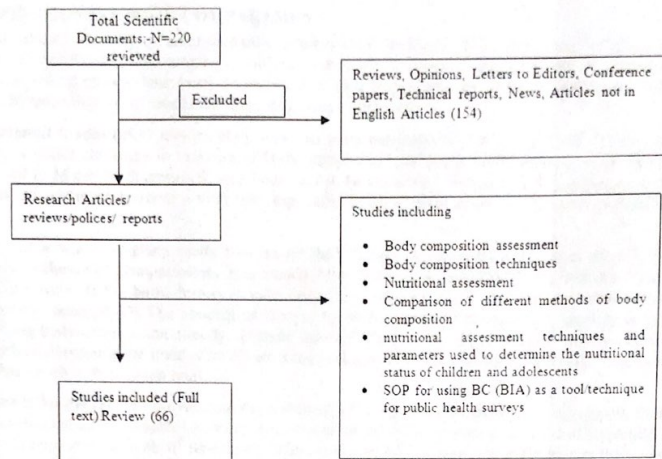 Total Scientific
Documents:-N=220
reviewed
Excluded
Reviews, Opinions, Letters to Editors, Conference
papers, Technical reports, News, Articles not in
English Articles (154)
Research Articles/
reviews/polices/ reports
Studies including
• Body composition assessment
Body composition techniques
• Nutritional assessment
• Comparison of different methods of body
composition
• nutritional assessment techniques and
parameters used to determine the nutritional
status of children and adolescents
• SOP for using BC (BIA) as a tool/technique
for public health surveys
Studies included (Full
text) Review (66)